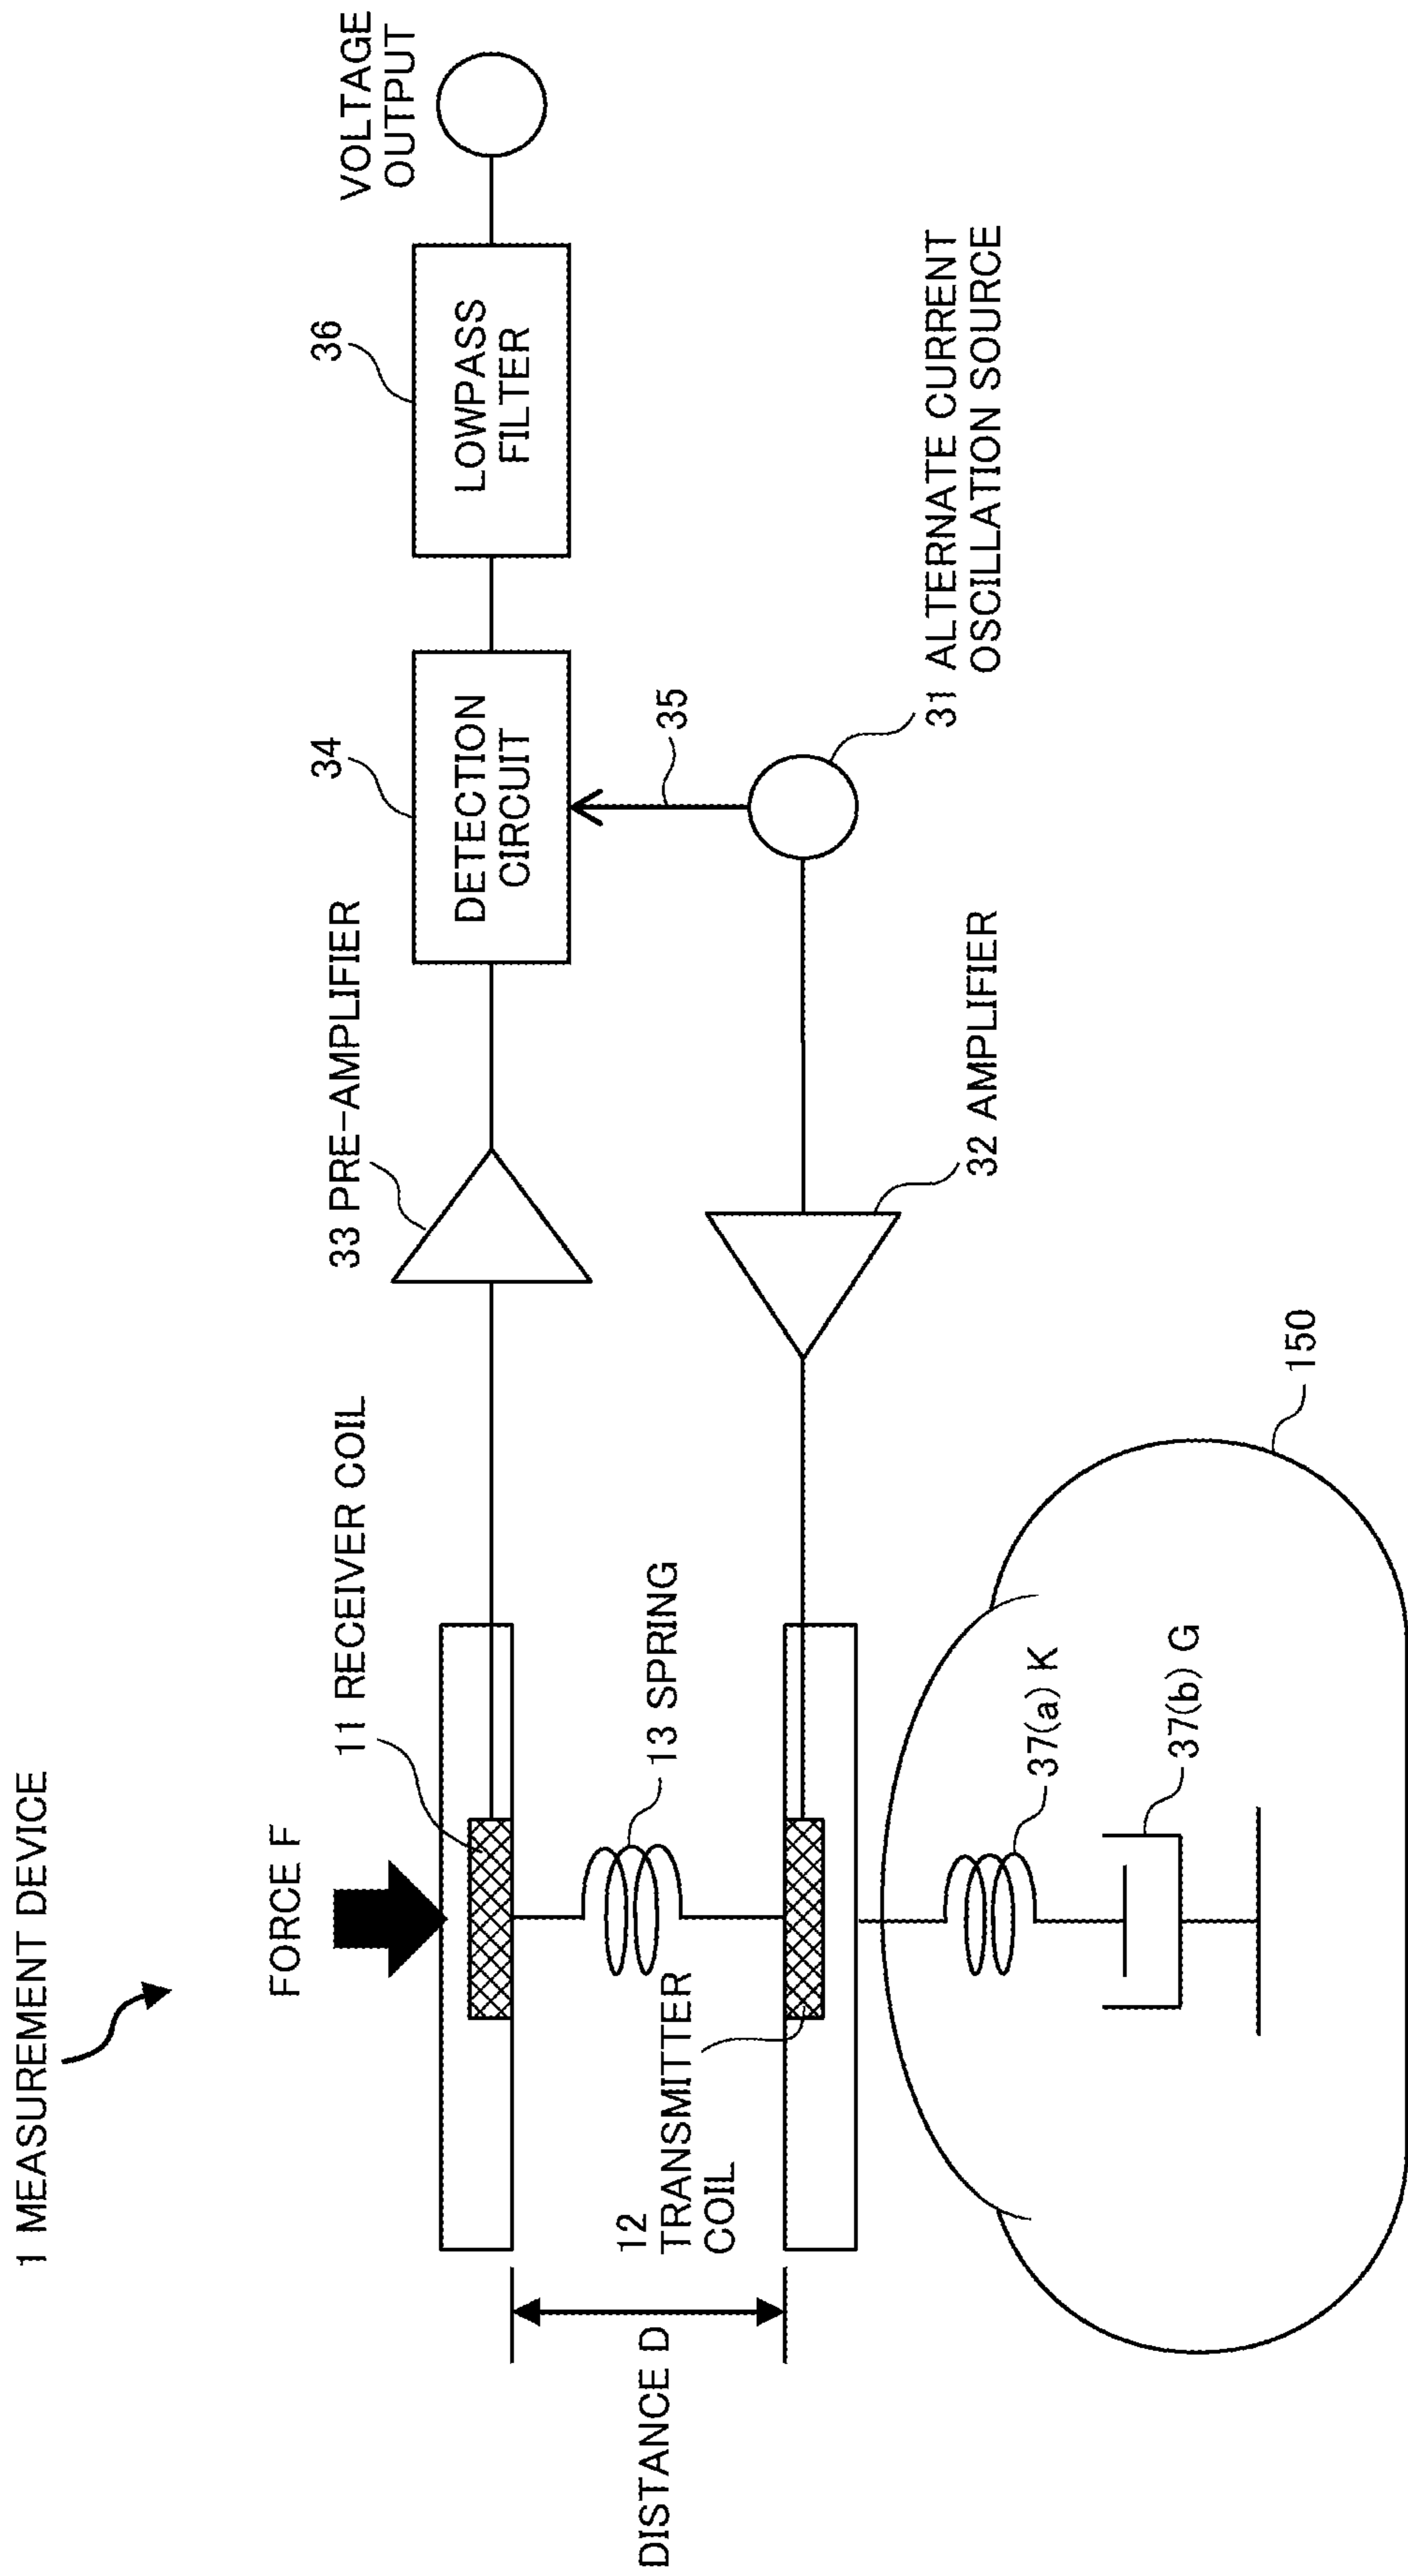 1 MEASUREMENT DEVICE
FORCE F
11 RECEIVER COIL
33 PRE-AMPLIFIER
34
DETECTION
CIRCUIT
36
LOWPASS
FILTER
VOLTAGE
OUTPUT
DISTANCE D
12
TRANSMITTER
COIL
13 SPRING
35
31 ALTERNATE CURRENT
OSCILLATION SOURCE
32 AMPLIFIER
37(a) K
37(b) G
150